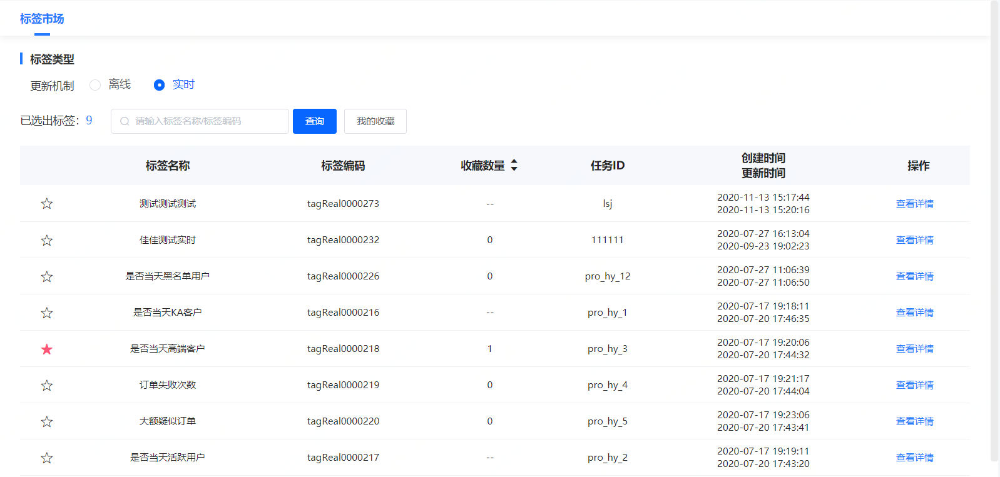 标签市场
标签类型
更新机制 离线 实时
已选出标签：9 请输入标签名称/标签编码 查询 我的收藏
标签名称 标签编码 收藏数量 任务ID 创建时间 更新时间 操作
测试测试测试 tagReal0000273 -- lsj 2020-11-13 15:17:44 2020-11-13 15:20:16 查看详情
佳佳测试实时 tagReal0000232 0 111111 2020-07-27 16:13:04 2020-09-23 19:02:23 查看详情
是否当天黑名单用户 tagReal0000226 0 pro_hy_12 2020-07-27 11:06:39 2020-07-27 11:06:50 查看详情
是否当天KA客户 tagReal0000216 -- pro_hy_1 2020-07-17 19:18:11 2020-07-20 17:46:35 查看详情
是否当天高端客户 tagReal0000218 1 pro_hy_3 2020-07-17 19:20:06 2020-07-20 17:44:32 查看详情
订单失败次数 tagReal0000219 0 pro_hy_4 2020-07-17 19:21:17 2020-07-20 17:44:04 查看详情
大额疑似订单 tagReal0000220 0 pro_hy_5 2020-07-17 19:23:06 2020-07-20 17:43:41 查看详情
是否当天活跃用户 tagReal0000217 -- pro_hy_2 2020-07-17 19:19:11 2020-07-20 17:43:20 查看详情